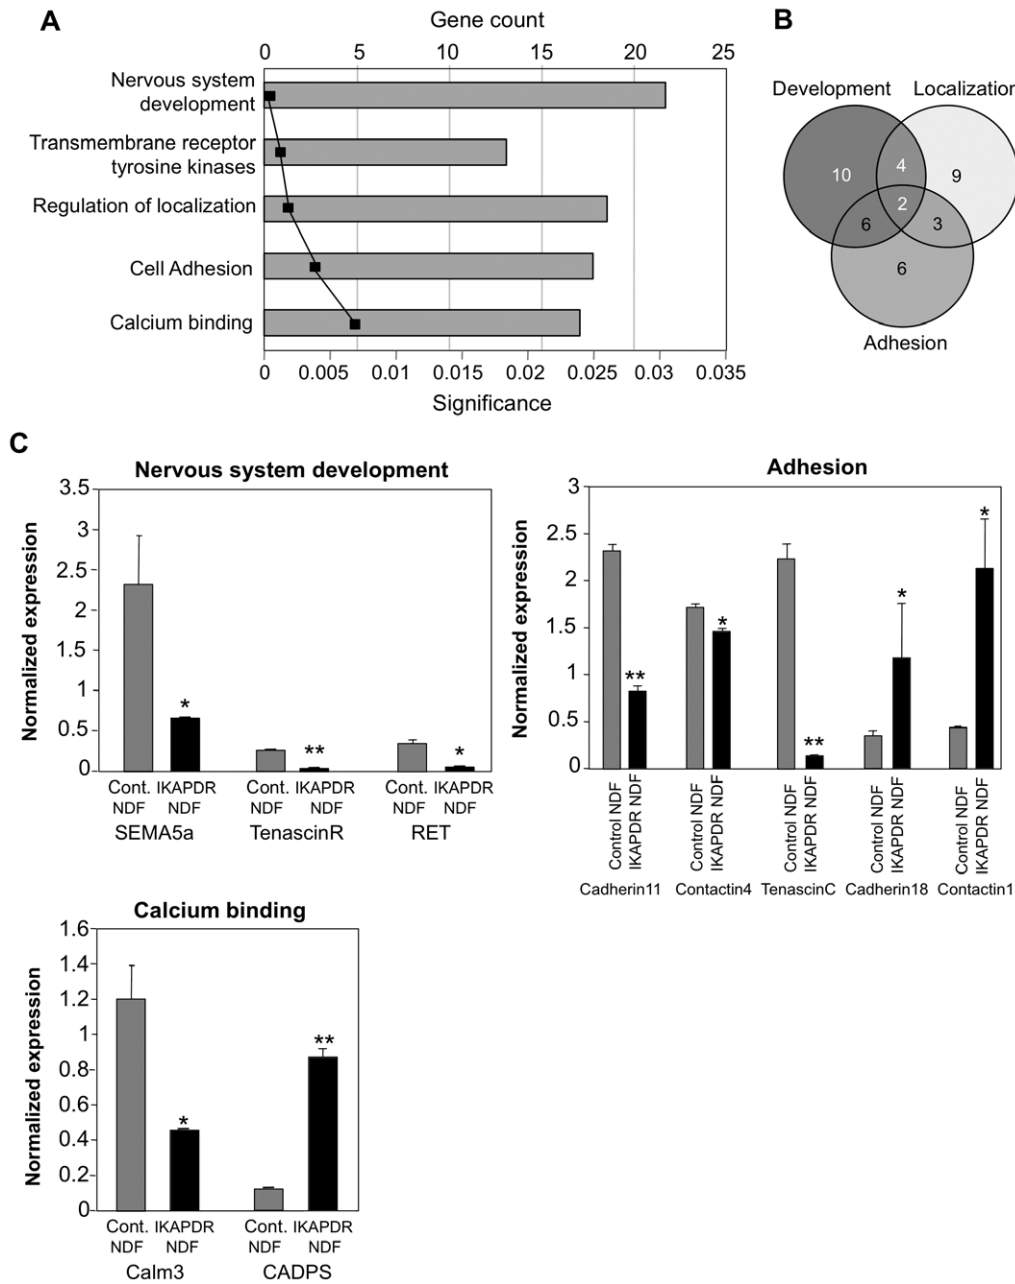 A
Gene count
0 5 10 15 20 25
Nervous system
development
Transmembrane receptor
tyrosine kinases
Regulation of localization
Cell Adhesion
Calcium binding
0 0.005 0.01 0.015 0.02 0.025 0.03 0.035
Significance
B
Development Localization
10 4 9
2
6 3
6
Adhesion
C
Nervous system development
Normalized expression
3.5
3
2.5
2
1.5
1
0.5
0
*
**
*
Cont. IKAPDR Cont. IKAPDR Cont. IKAPDR
NDF NDF NDF NDF NDF NDF
SEMA5a TenascinR RET
Adhesion
Normalized expression
3
2.5
2
1.5
1
0.5
0
**
*
**
*
*
Control NDF
IKAPDR NDF
Control NDF
IKAPDR NDF
Control NDF
IKAPDR NDF
Control NDF
IKAPDR NDF
Control NDF
IKAPDR NDF
Cadherin11 Contactin4 TenascinC Cadherin18 Contactin1
Calcium binding
Normalized expression
1.6
1.4
1.2
1
0.8
0.6
0.4
0.2
0
*
**
Cont. IKAPDR Cont. IKAPDR
NDF NDF NDF NDF
Calm3 CADPS